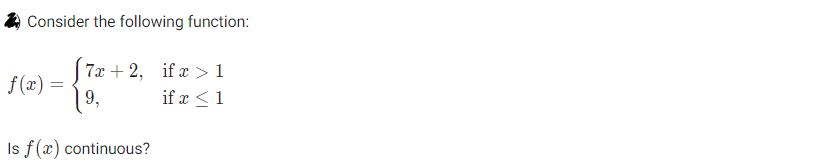 Consider the following function:
f(x) = { 7x + 2, if x > 1
9, if x ≤ 1
Is f(x) continuous?